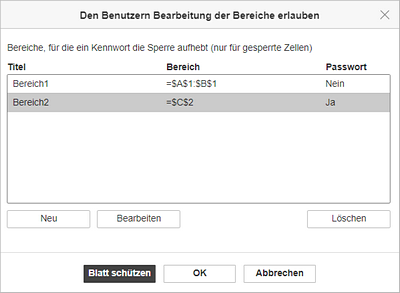 Den Benutzern Bearbeitung der Bereiche erlauben
Bereiche, für die ein Kennwort die Sperre aufhebt (nur für gesperrte Zellen)
Titel Bereich Passwort
Bereich1 =$A$1:$B$1 Nein
Bereich2 =$C$2 Ja
Neu Bearbeiten Löschen
Blatt schützen OK Abbrechen